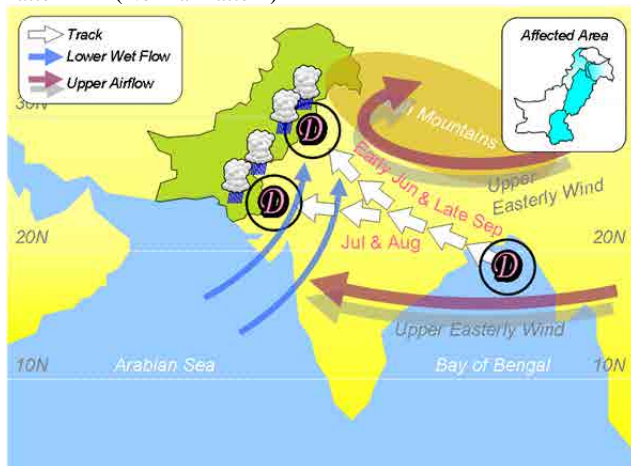 Track
Lower Wet Flow
Upper Airflow
Affected Area
30N
Mountains
Upper
Easterly Wind
Early Jun & Late Sep
D
D
20N
20N
Jul & Aug
D
Upper Easterly Wind
10N
Arabian Sea
Bay of Bengal
10N